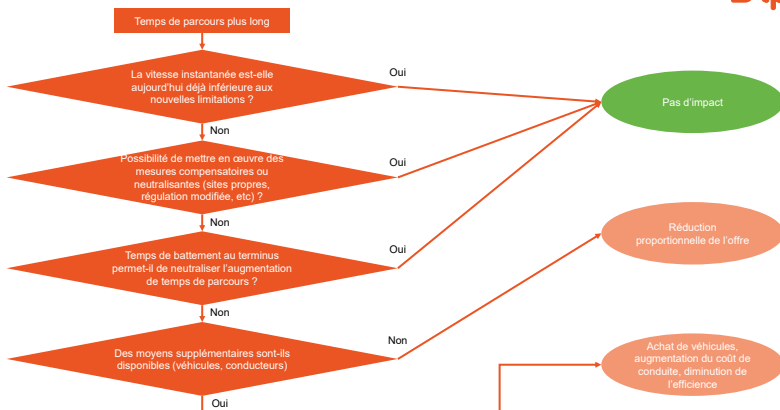 Temps de parcours plus long
La vitesse instantanée est-elle
aujourd'hui déjà inférieure aux
nouvelles limitations ?
Oui
Pas d'impact
Non
Possibilité de mettre en œuvre des
mesures compensatoires ou
neutralisantes (sites propres,
régulation modifiée, etc) ?
Oui
Non
Réduction
proportionnelle de l'offre
Temps de battement au terminus
permet-il de neutraliser l'augmentation
de temps de parcours ?
Oui
Non
Des moyens supplémentaires sont-ils
disponibles (véhicules, conducteurs)
Non
Achat de véhicules,
augmentation du coût de
conduite, diminution de
l'efficience
Oui